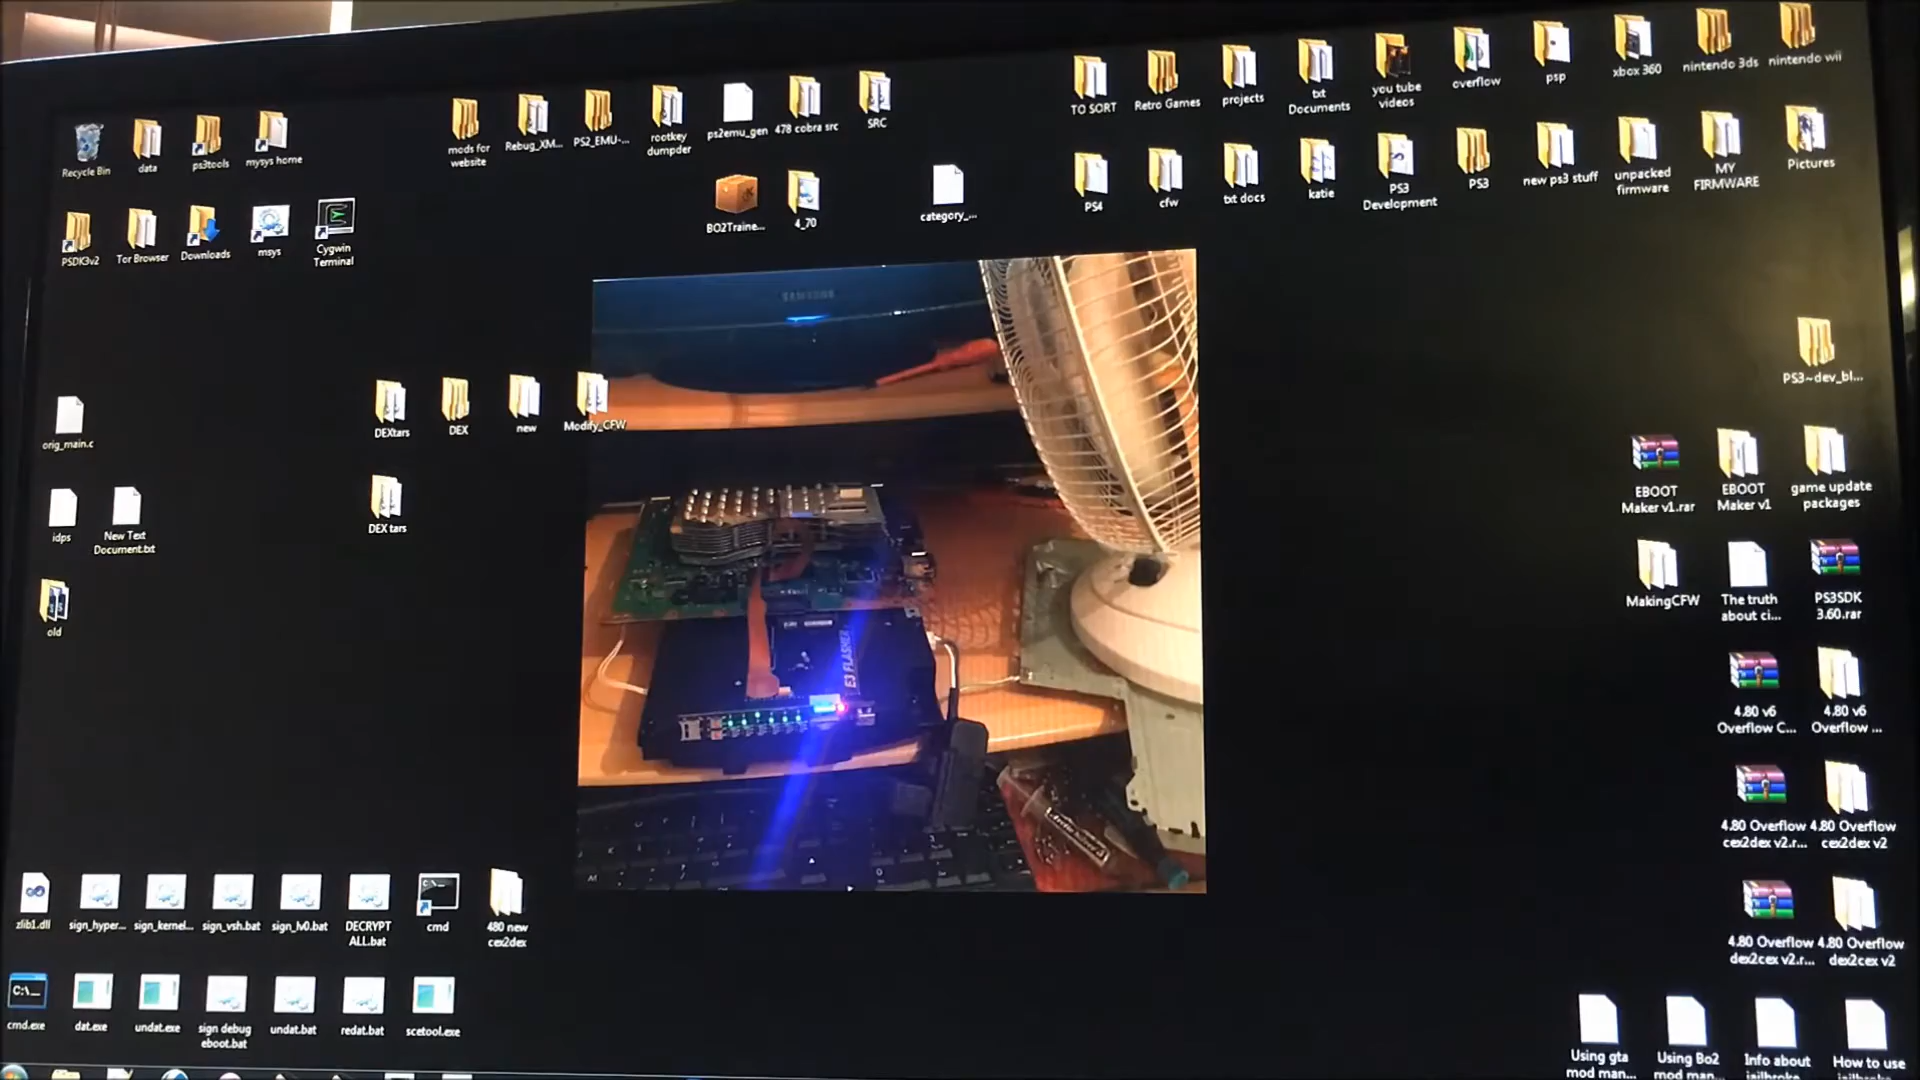 Recycle Bin
data
ps3tools
mysys home
mods for
website
Rebug_XM...
PS2_EMU-...
rootkey
dumpder
ps2emu_gen
478 cobra src
SRC
TO SORT
Retro Games
projects
txt
Documents
you tube
videos
overflow
psp
xbox 360
nintendo 3ds
nintendo wii
PSDK3v2
Tor Browser
Downloads
msys
Cygwin
Terminal
BO2Traine...
4_70
category_...
PS4
cfw
txt docs
katie
PS3
Development
PS3
new ps3 stuff
unpacked
firmware
MY
FIRMWARE
Pictures
SAMSUNG
PS3~dev_bl...
orig_main.c
DEXtars
DEX
new
Modify_CFW
EBOOT
Maker v1.rar
EBOOT
Maker v1
game update
packages
idps
New Text
Document.txt
DEX tars
MakingCFW
The truth
about ci...
PS3SDK
3.60.rar
old
E3 FLASHER
4.80 v6
Overflow C...
4.80 v6
Overflow ...
4.80 Overflow
cex2dex v2.r...
4.80 Overflow
cex2dex v2
zlib1.dll
sign_hyper...
sign_kernel...
sign_vsh.bat
sign_lv0.bat
DECRYPT
ALL.bat
cmd
480 new
cex2dex
4.80 Overflow
dex2cex v2.r...
4.80 Overflow
dex2cex v2
cmd.exe
dat.exe
undat.exe
sign debug
eboot.bat
undat.bat
redat.bat
scetool.exe
Using gta
mod man...
Using Bo2
mod man...
Info about
jailbroke...
How to use